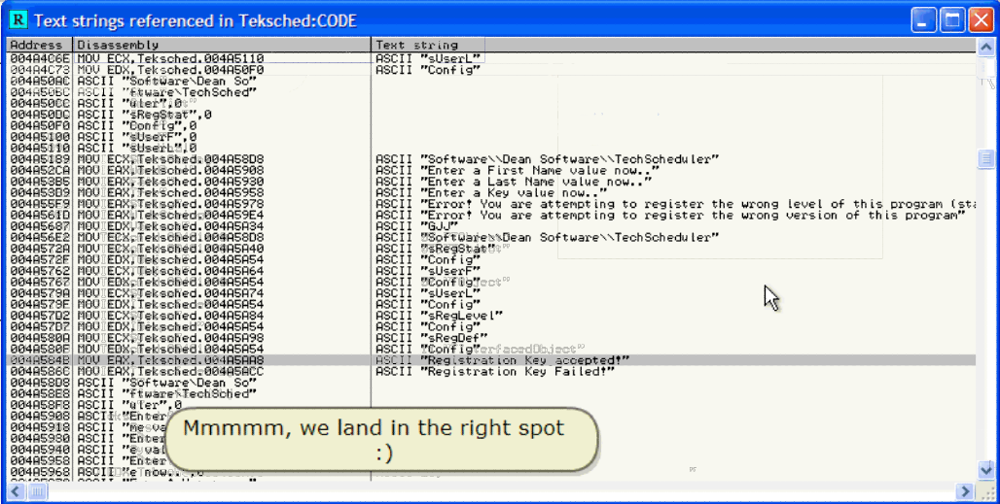 R Text strings referenced in Teksched:CODE
Address Disassembly Text string
004A4C6E MOV ECX,Teksched.004A5110 ASCII "sUserL"
004A4C73 MOV EDX,Teksched.004A50F0 ASCII "Config"
004A50AC ASCII "Software\Dean So"
004A50BC ASCII "ftware\TechSched"
004A50CC ASCII "uler",0
004A50DC ASCII "sRegStat",0
004A50F0 ASCII "Config",0
004A5100 ASCII "sUserF",0
004A5110 ASCII "sUserL",0
004A5189 MOV ECX,Teksched.004A58D8 ASCII "Software\\Dean Software\\TechScheduler"
004A52CA MOV EAX,Teksched.004A5908 ASCII "Enter a First Name value now.."
004A53B5 MOV EAX,Teksched.004A5930 ASCII "Enter a Last Name value now.."
004A53D9 MOV EAX,Teksched.004A5958 ASCII "Enter a Key value now.."
004A55F9 MOV EAX,Teksched.004A5978 ASCII "Error! You are attempting to register the wrong level of this program (sta
004A561D MOV EAX,Teksched.004A59E4 ASCII "Error! You are attempting to register the wrong version of this program"
004A5687 MOV EDX,Teksched.004A5A34 ASCII "GJJ"
004A56E2 MOV ECX,Teksched.004A58D8 ASCII "Software\\Dean Software\\TechScheduler"
004A572A MOV ECX,Teksched.004A5A40 ASCII "sRegStat"
004A572F MOV EDX,Teksched.004A5A54 ASCII "Config"
004A5762 MOV ECX,Teksched.004A5A64 ASCII "sUserF"
004A5767 MOV EDX,Teksched.004A5A54 ASCII "Config"
004A579A MOV ECX,Teksched.004A5A74 ASCII "sUserL"
004A579F MOV EDX,Teksched.004A5A54 ASCII "Config"
004A57D2 MOV ECX,Teksched.004A5A84 ASCII "sRegLevel"
004A57D7 MOV EDX,Teksched.004A5A54 ASCII "Config"
004A580A MOV ECX,Teksched.004A5A98 ASCII "sRegDef"
004A580F MOV EDX,Teksched.004A5A54 ASCII "Config"
004A584B MOV EAX,Teksched.004A5AA8 ASCII "Registration Key accepted!"
004A586C MOV EAX,Teksched.004A5ACC ASCII "Registration Key Failed!"
004A58D8 ASCII "Software\Dean So"
004A58E8 ASCII "ftware\TechSched"
004A58F8 ASCII "uler",0
004A5908 ASCII "Enter
004A5918 ASCII "me va
004A5930 ASCII "Enter
004A5940 ASCII "e val
004A5958 ASCII "Enter
004A5968 ASCII "e now..",0
Mmmmm, we land in the right spot
:)